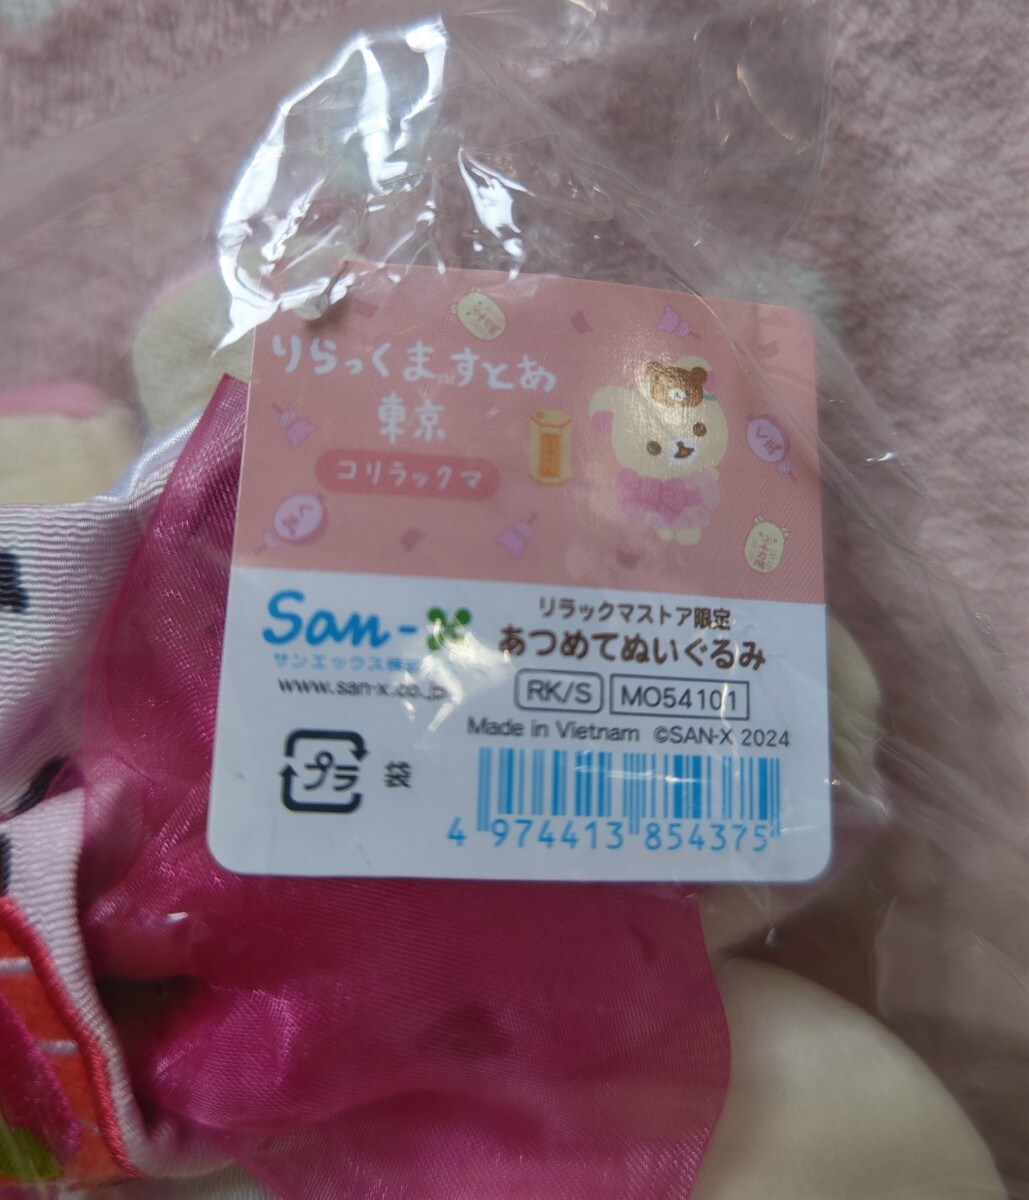 りらっくま™すとあ
東京
コリラックマ
San-X
サンエックス株式
リラックマストア限定
あつめてぬいぐるみ
www.san-x.co.jp
RK/S MO54101
Made in Vietnam ©SAN-X 2024
プラ 袋
4 974413 854375